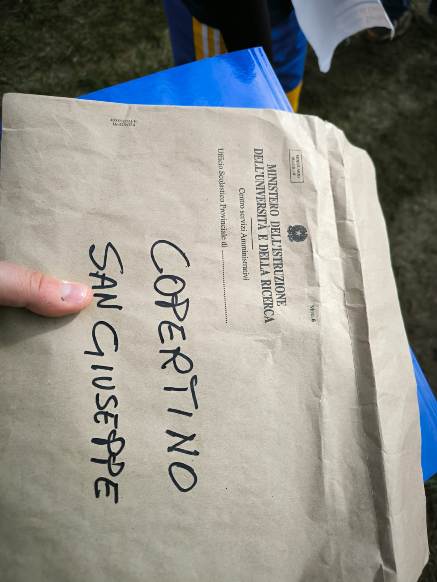 MINISTERO DELL'ISTRUZIONE
DELL'UNIVERSITÀ E DELLA RICERCA
Centro servizi Amministrativi
Ufficio Scolastico Provinciale di
COPERTINO
SAN GIUSEPPE